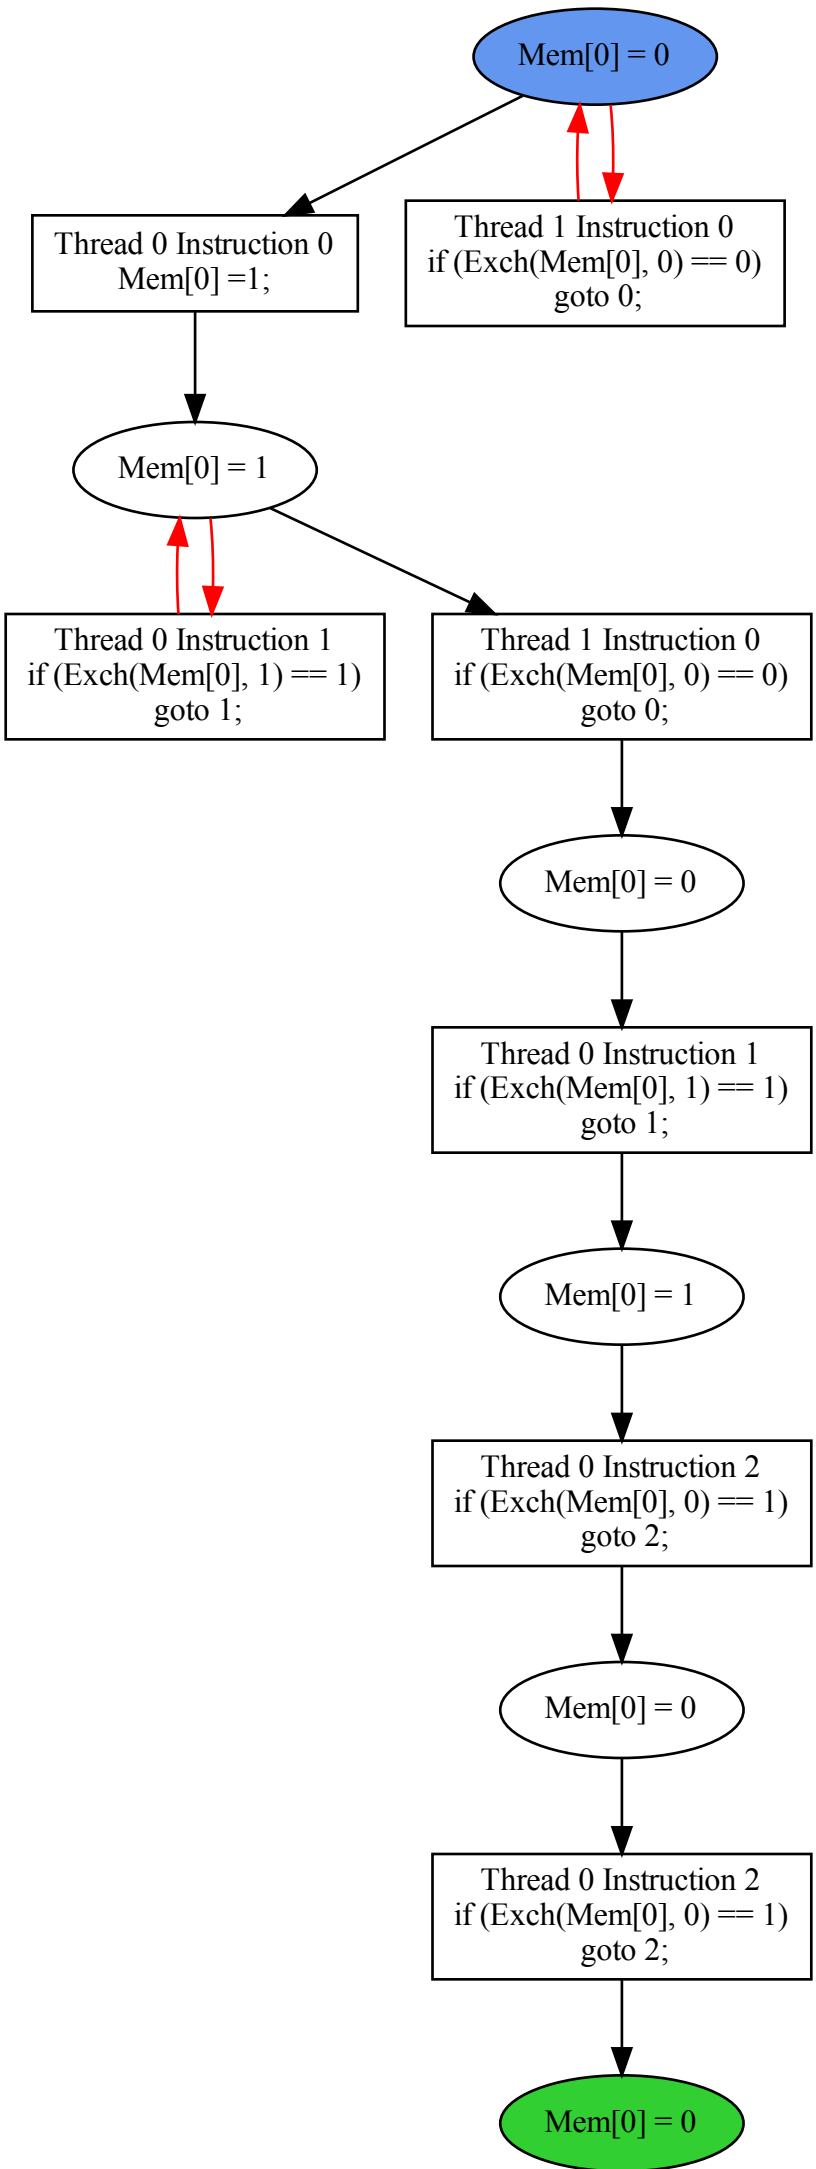 Mem[0] = 0
Thread 0 Instruction 0
Mem[0] =1;
Thread 1 Instruction 0
if (Exch(Mem[0], 0) == 0)
goto 0;
Mem[0] = 1
Thread 0 Instruction 1
if (Exch(Mem[0], 1) == 1)
goto 1;
Thread 1 Instruction 0
if (Exch(Mem[0], 0) == 0)
goto 0;
Mem[0] = 0
Thread 0 Instruction 1
if (Exch(Mem[0], 1) == 1)
goto 1;
Mem[0] = 1
Thread 0 Instruction 2
if (Exch(Mem[0], 0) == 1)
goto 2;
Mem[0] = 0
Thread 0 Instruction 2
if (Exch(Mem[0], 0) == 1)
goto 2;
Mem[0] = 0